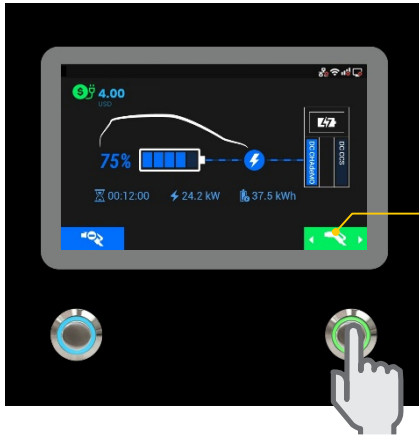 4.00
USD
75%
DC CHAdeMO
DC CCS
00:12:00
24.2 kW
37.5 kWh